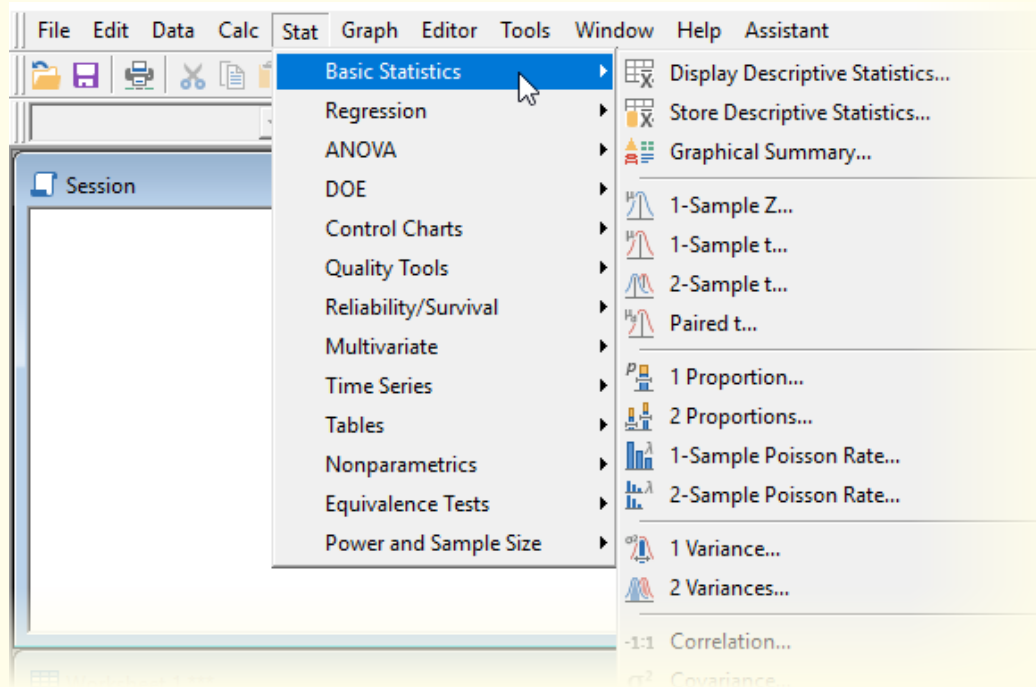 File Edit Data Calc Stat Graph Editor Tools Window Help Assistant
Session
Basic Statistics
Regression
ANOVA
DOE
Control Charts
Quality Tools
Reliability/Survival
Multivariate
Time Series
Tables
Nonparametrics
Equivalence Tests
Power and Sample Size
Display Descriptive Statistics...
Store Descriptive Statistics...
Graphical Summary...
1-Sample Z...
1-Sample t...
2-Sample t...
Paired t...
1 Proportion...
2 Proportions...
1-Sample Poisson Rate...
2-Sample Poisson Rate...
1 Variance...
2 Variances...
-1:1 Correlation...
σ² Covariance...